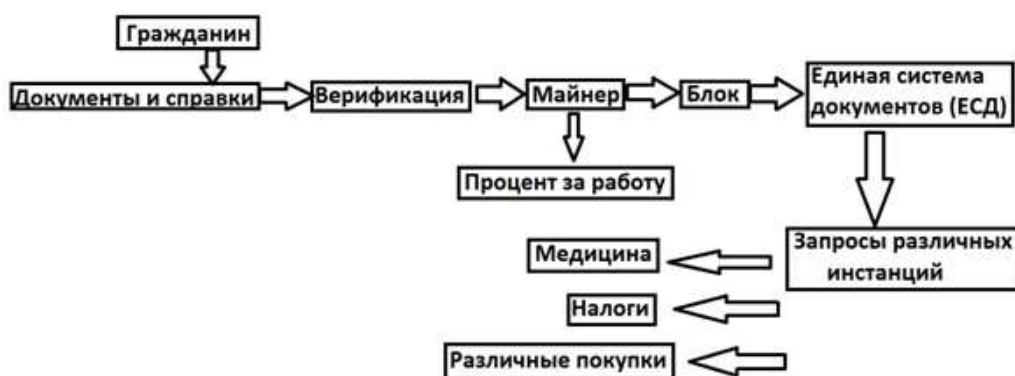 Гражданин
Документы и справки
Верификация
Майнер
Блок
Единая система
документов (ЕСД)
Процент за работу
Запросы различных
инстанций
Медицина
Налоги
Различные покупки